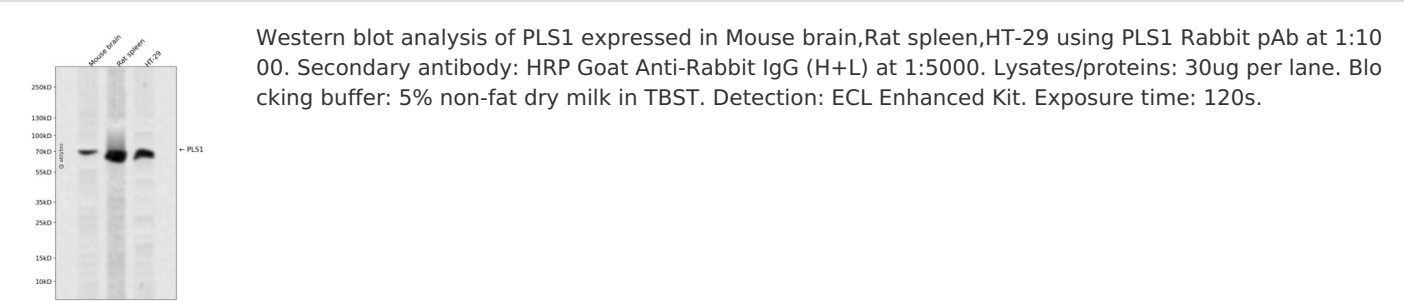 Mouse brain
Rat spleen
HT-29
250kD
130kD
100kD
70kD
55kD
35kD
25kD
15kD
10kD
← PLS1
Western blot analysis of PLS1 expressed in Mouse brain,Rat spleen,HT-29 using PLS1 Rabbit pAb at 1:10
00. Secondary antibody: HRP Goat Anti-Rabbit IgG (H+L) at 1:5000. Lysates/proteins: 30ug per lane. Blo
cking buffer: 5% non-fat dry milk in TBST. Detection: ECL Enhanced Kit. Exposure time: 120s.